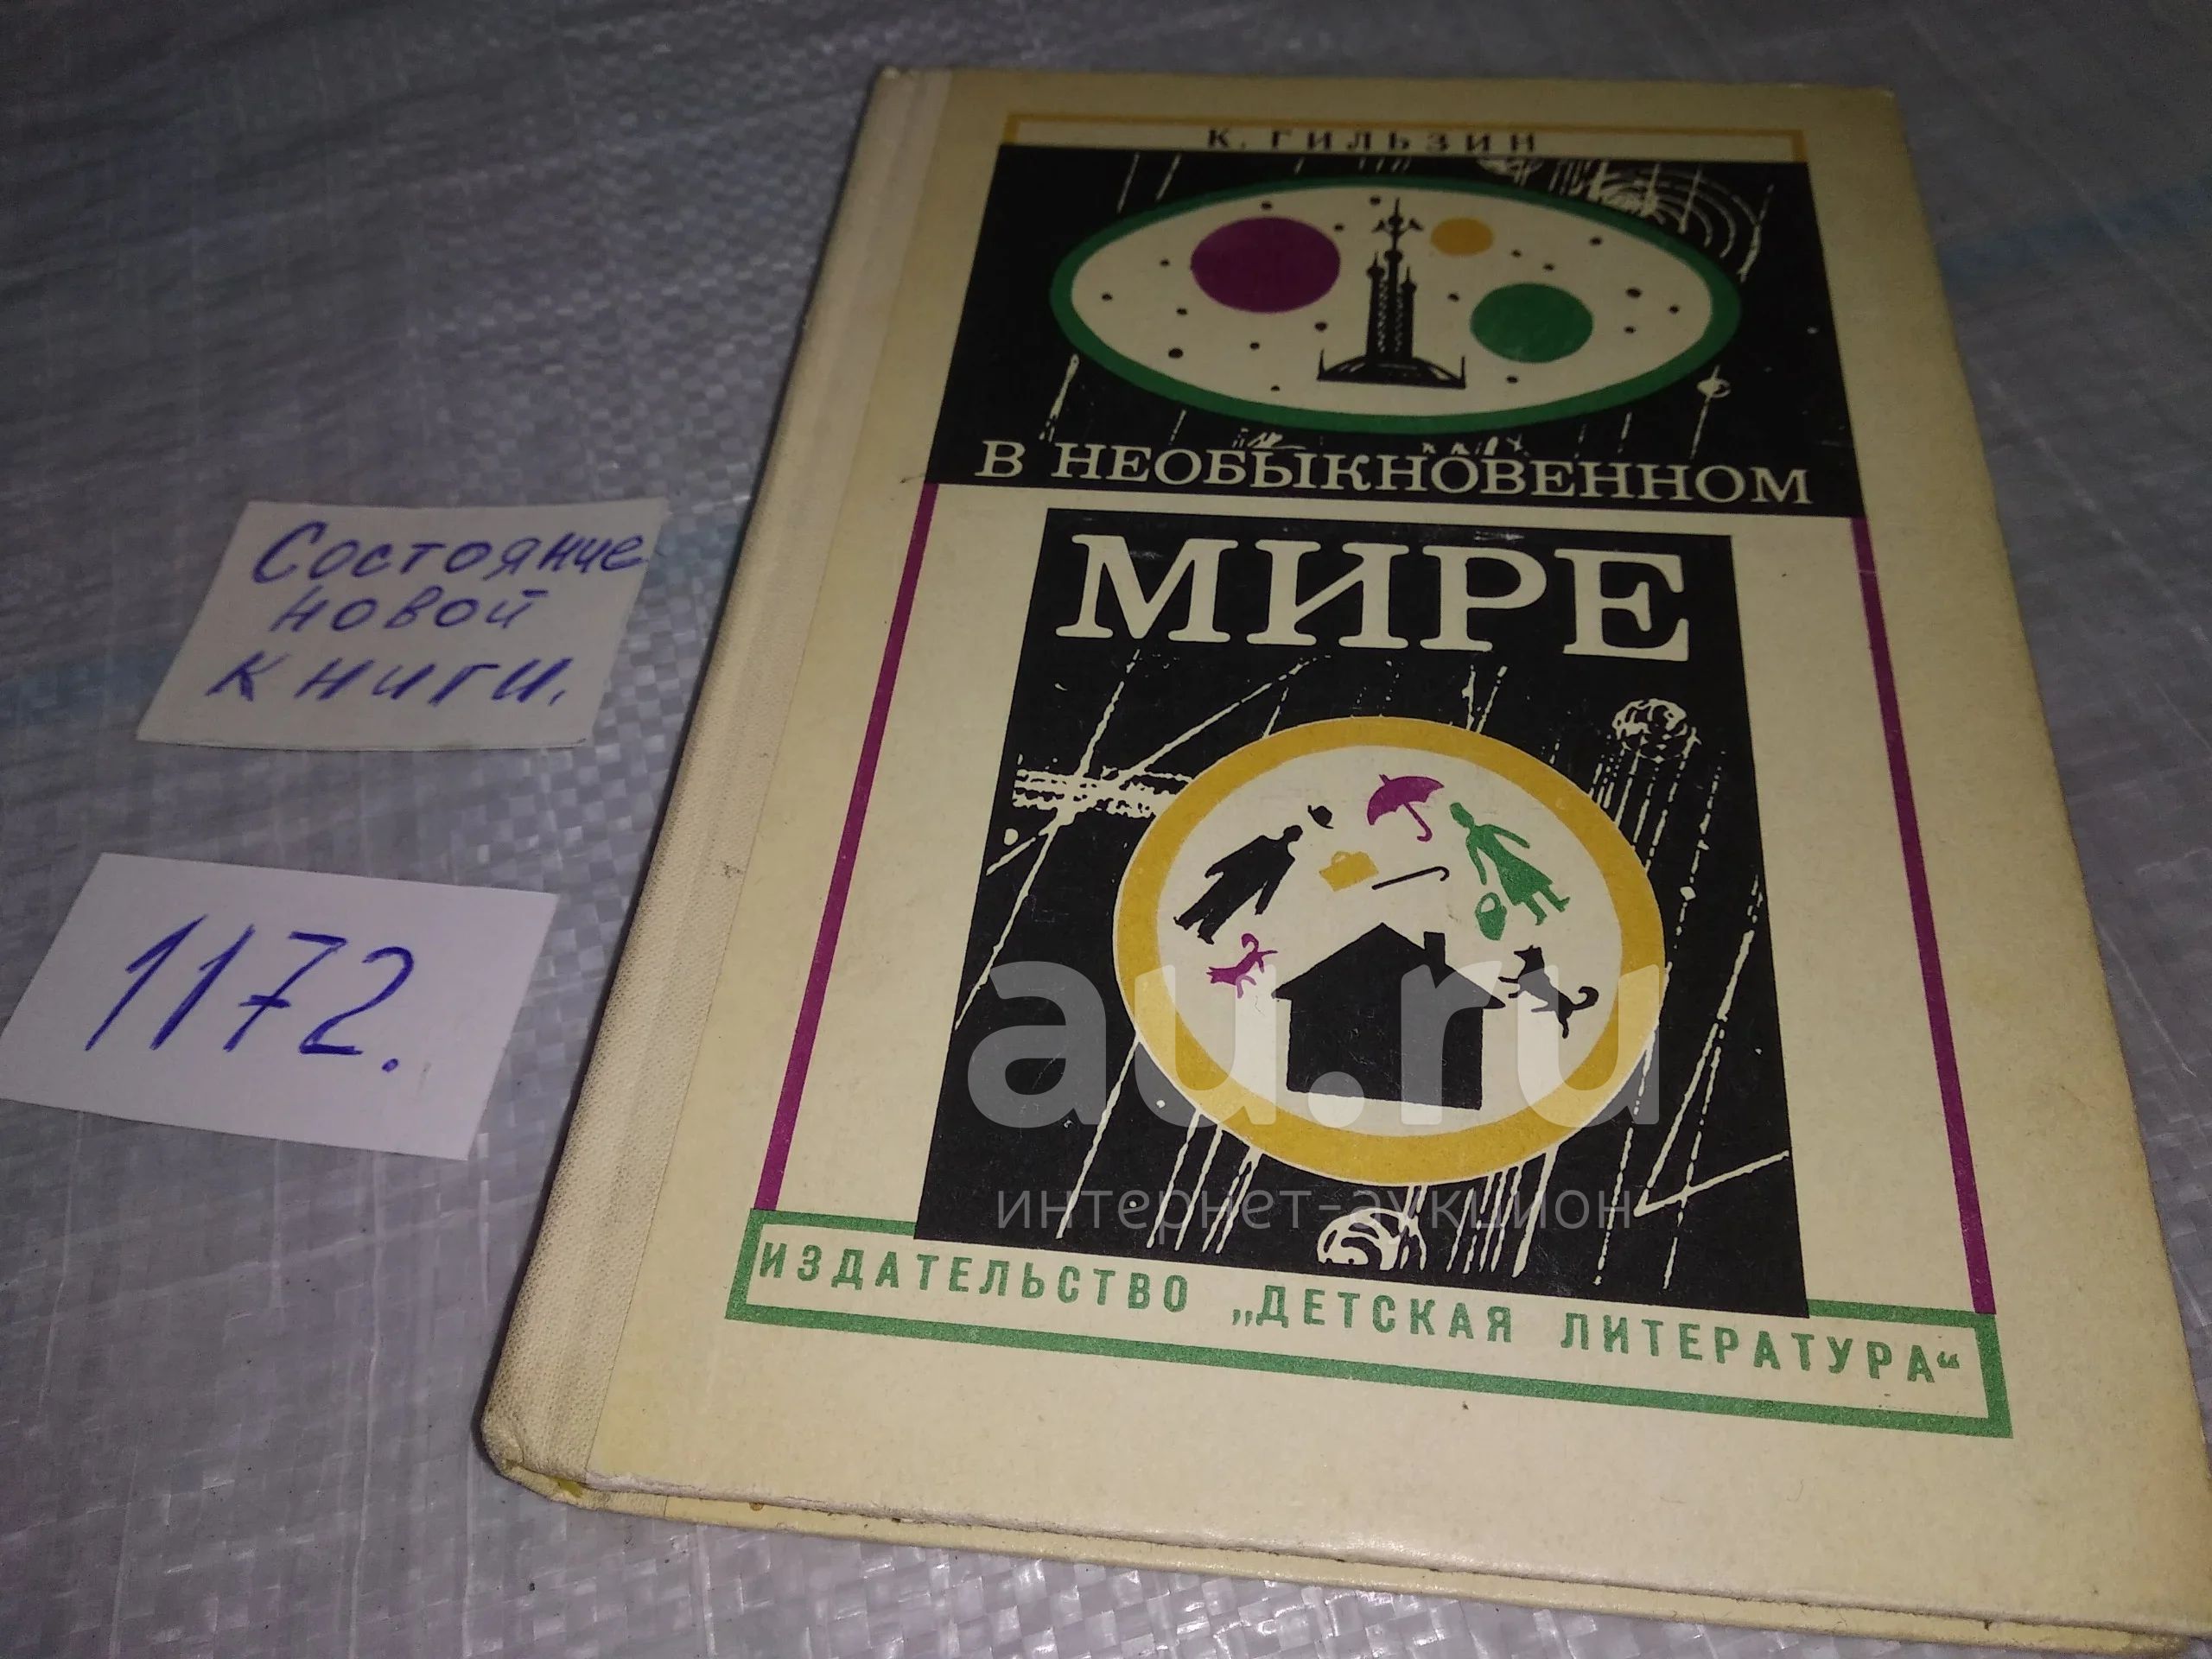 К. ГИЛЬЗИН
В НЕОБЫКНОВЕННОМ
МИРЕ
Состояние
новой
книги.
1172.
au.ru
интернет-аукцион
ИЗДАТЕЛЬСТВО „ДЕТСКАЯ ЛИТЕРАТУРА“